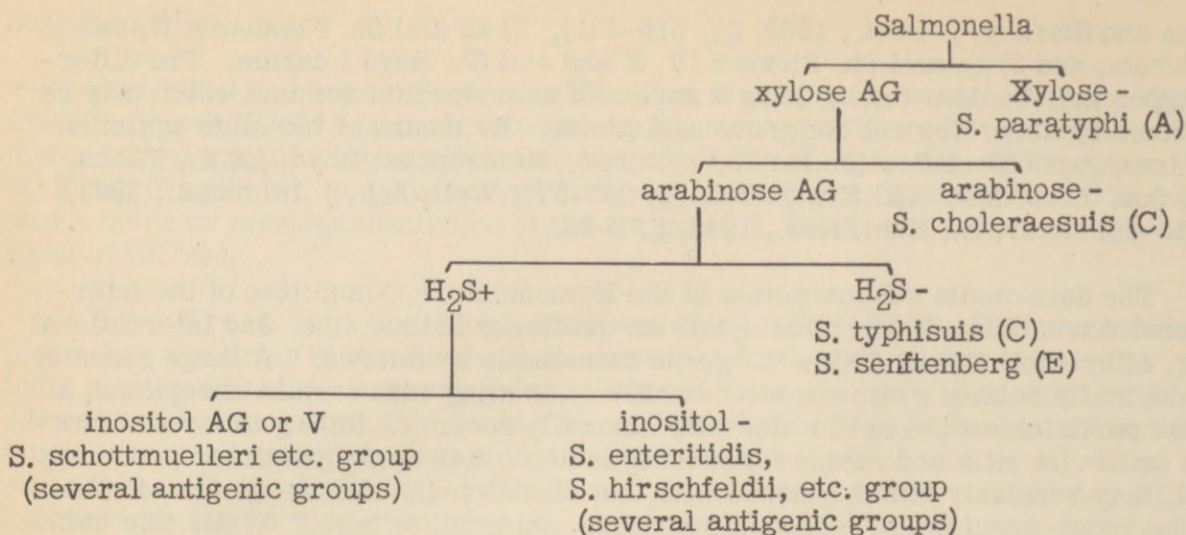 Salmonella
xylose AG Xylose -
S. paratyphi (A)
arabinose AG arabinose -
S. choleraesuis (C)
H₂S+ H₂S -
S. typhisuis (C)
S. senftenberg (E)
inositol AG or V inositol -
S. schottmuelleri etc. group S. enteritidis,
(several antigenic groups) S. hirschfeldii, etc. group
(several antigenic groups)